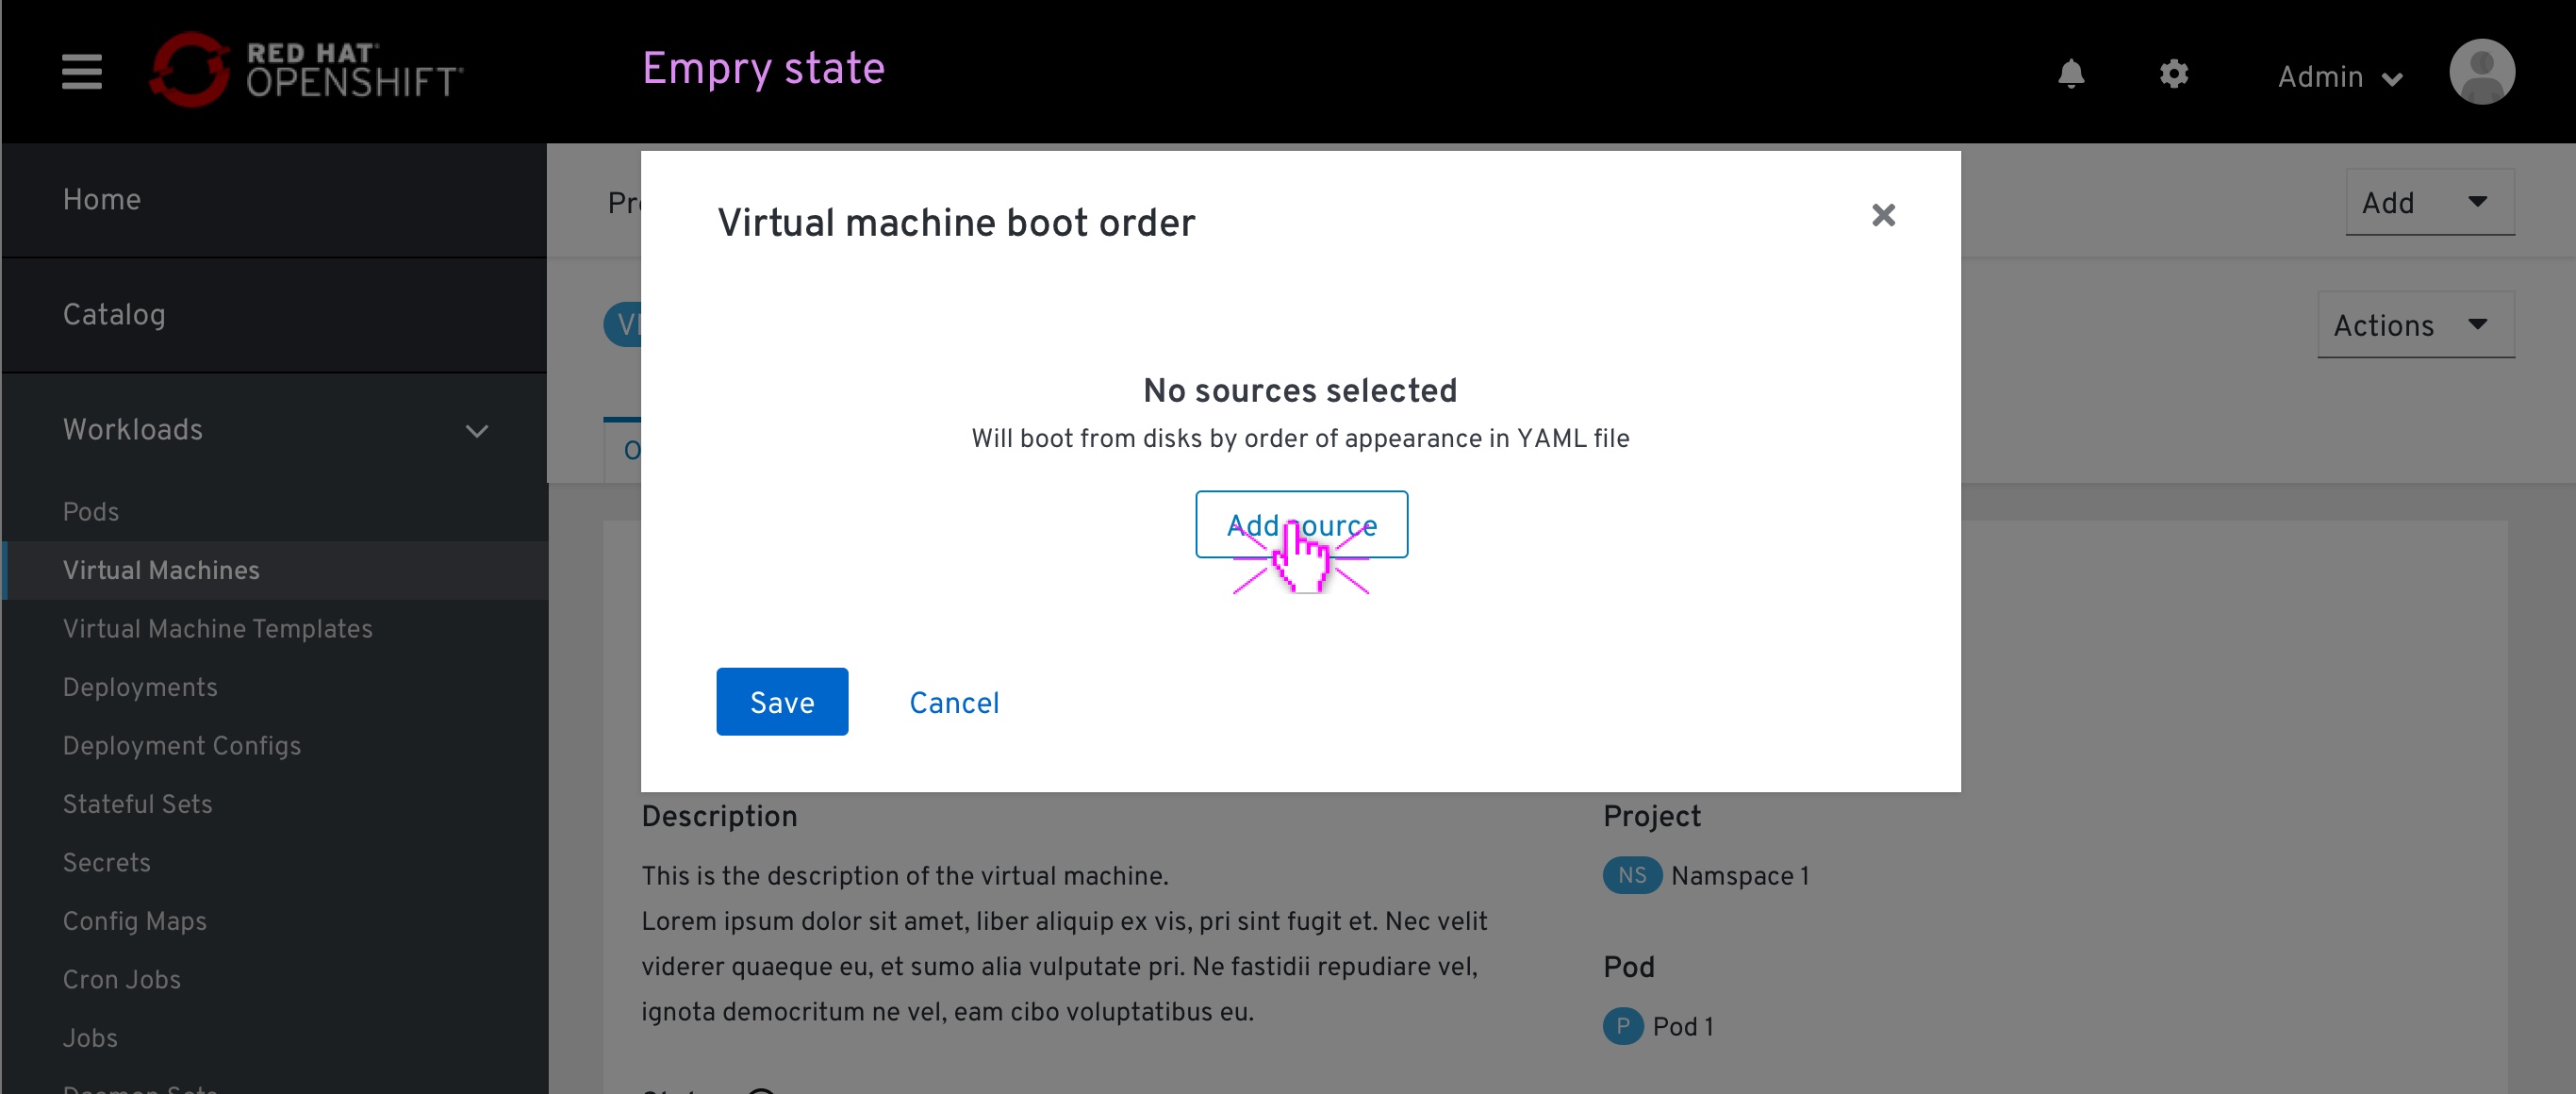 RED HAT
OPENSHIFT
Empry state
Admin
Home
Catalog
Workloads
Pods
Virtual Machines
Virtual Machine Templates
Deployments
Deployment Configs
Stateful Sets
Secrets
Config Maps
Cron Jobs
Jobs
Add
Actions
Virtual machine boot order
No sources selected
Will boot from disks by order of appearance in YAML file
Add source
Save
Cancel
Description
This is the description of the virtual machine.
Lorem ipsum dolor sit amet, liber aliquip ex vis, pri sint fugit et. Nec velit
viderer quaeque eu, et sumo alia vulputate pri. Ne fastidii repudiare vel,
ignota democritum ne vel, eam cibo voluptatibus eu.
Project
NS Namspace 1
Pod
P Pod 1